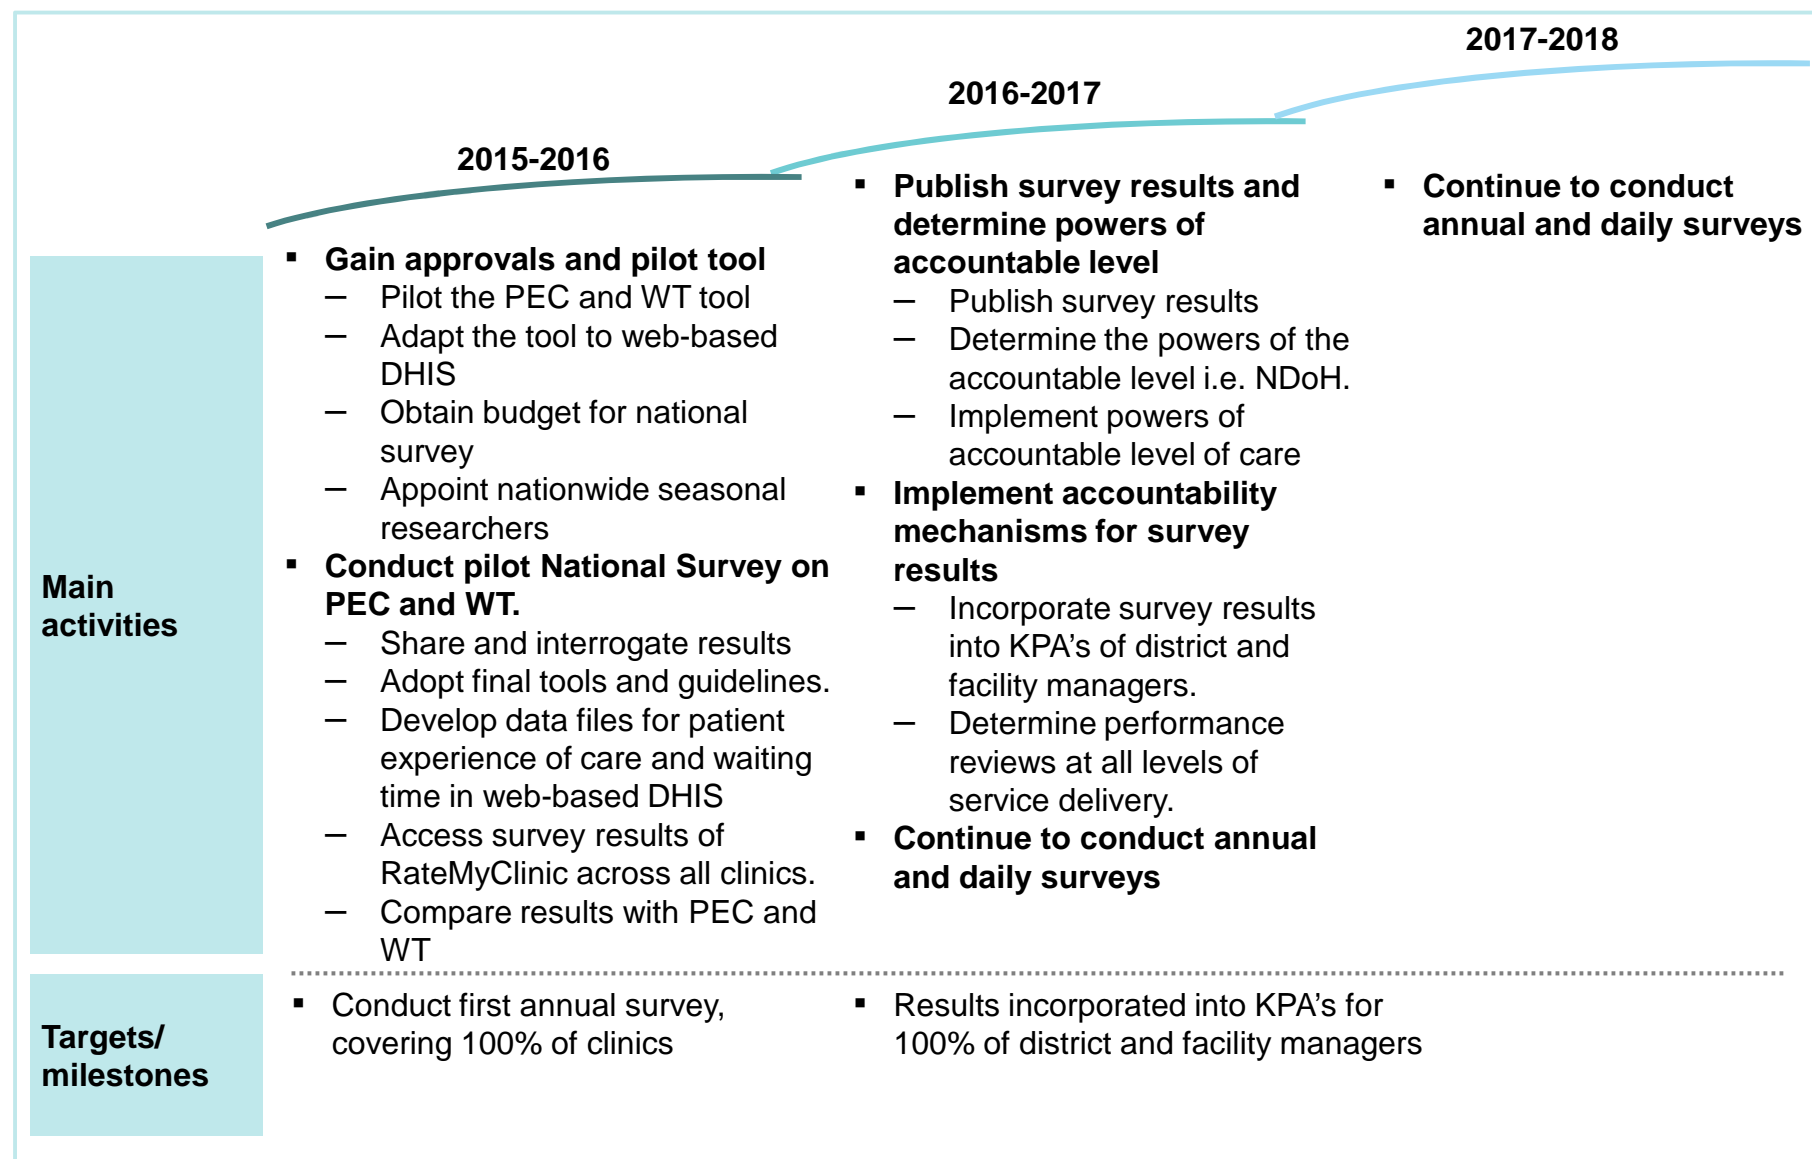 2015-2016
2016-2017
2017-2018
Main
activities
▪ Gain approvals and pilot tool
– Pilot the PEC and WT tool
– Adapt the tool to web-based
DHIS
– Obtain budget for national
survey
– Appoint nationwide seasonal
researchers
▪ Conduct pilot National Survey on
PEC and WT.
– Share and interrogate results
– Adopt final tools and guidelines.
– Develop data files for patient
experience of care and waiting
time in web-based DHIS
– Access survey results of
RateMyClinic across all clinics.
– Compare results with PEC and
WT
▪ Publish survey results and
determine powers of
accountable level
– Publish survey results
– Determine the powers of the
accountable level i.e. NDoH.
– Implement powers of
accountable level of care
▪ Implement accountability
mechanisms for survey
results
– Incorporate survey results
into KPA’s of district and
facility managers.
– Determine performance
reviews at all levels of
service delivery.
▪ Continue to conduct annual
and daily surveys
▪ Continue to conduct
annual and daily surveys
Targets/
milestones
▪ Conduct first annual survey,
covering 100% of clinics
▪ Results incorporated into KPA’s for
100% of district and facility managers